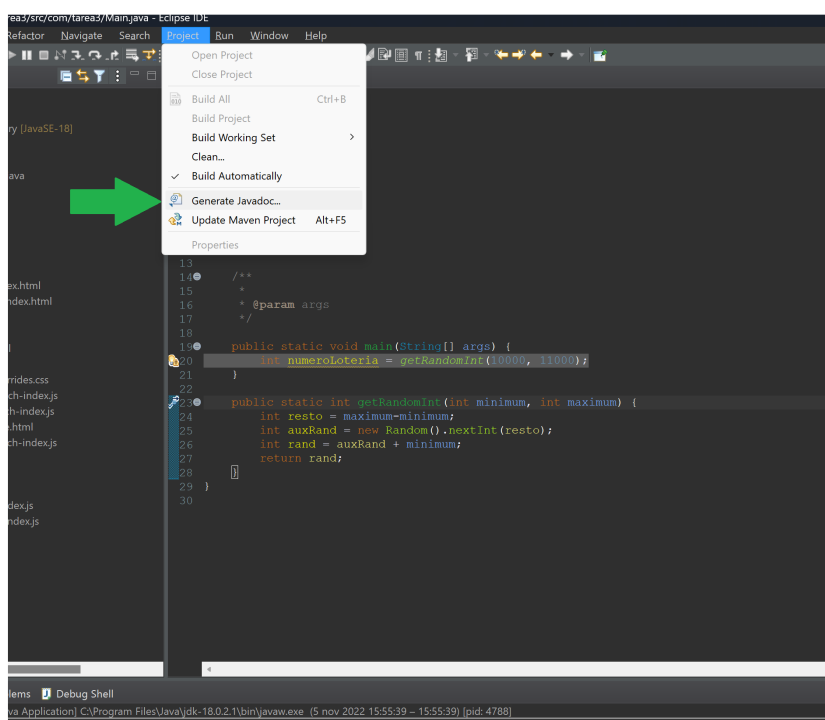 rea3/src/com/tarea3/Main.java - Eclipse IDE
Refactor Navigate Search Project Run Window Help
Open Project
Close Project
Build All Ctrl+B
Build Project
ry [JavaSE-18]
Build Working Set >
Clean...
ava
✓ Build Automatically
Generate Javadoc...
Update Maven Project Alt+F5
Properties
13
14 /**
ex.html
15 *
ndex.html
16 * @param args
17 */
18
l
19 public static void main(String[] args) {
20 int numeroLoteria = getRandomInt(10000, 11000);
21 }
rides.css
22
ch-index.js
23 public static int getRandomInt(int minimum, int maximum) {
ch-index.js
24 int resto = maximum-minimum;
e.html
25 int auxRand = new Random().nextInt(resto);
ch-index.js
26 int rand = auxRand + minimum;
27 return rand;
28 }
29 }
30
dex.js
ndex.js
lems Debug Shell
va Application] C:\Program Files\Java\jdk-18.0.2.1\bin\javaw.exe (5 nov 2022 15:55:39 – 15:55:39) [pid: 4788]